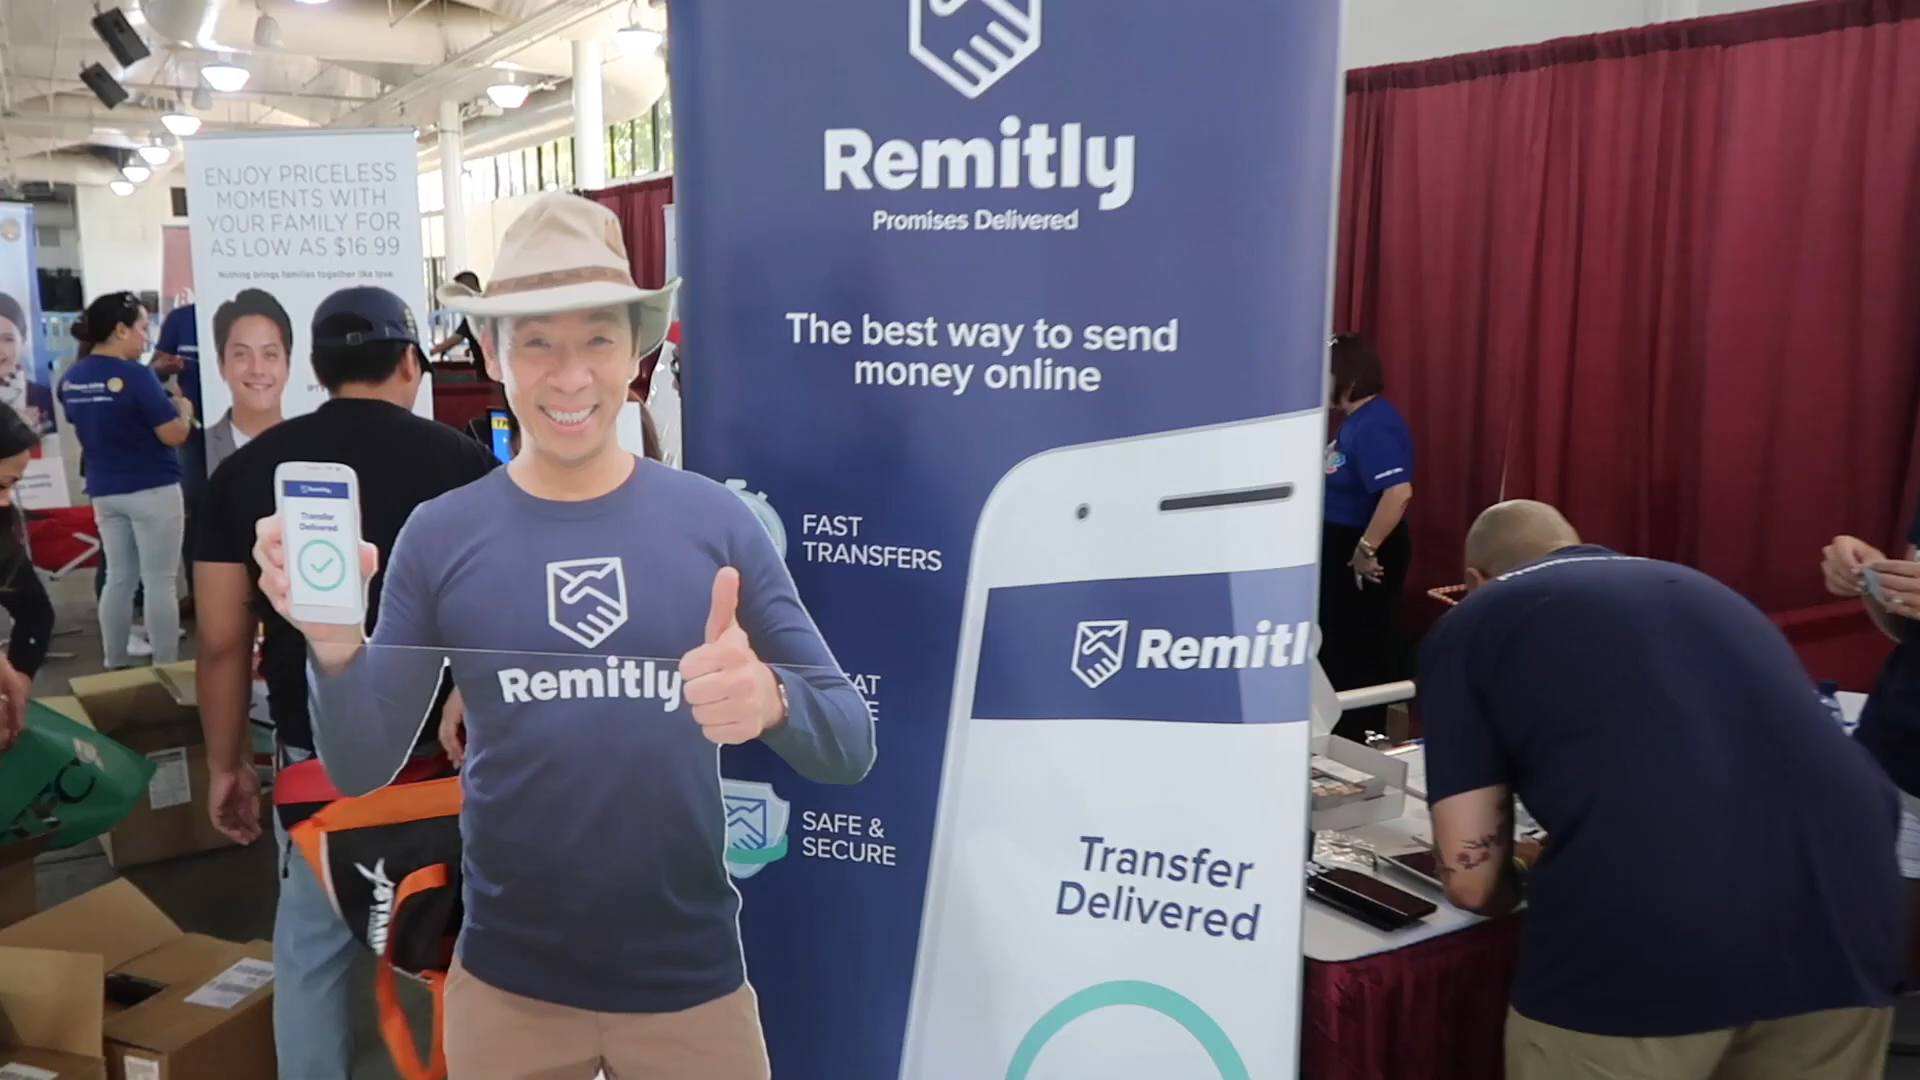 ENJOY PRICELESS
MOMENTS WITH
YOUR FAMILY FOR
AS LOW AS $16.99
Nothing brings families together like love.
Remitly
Promises Delivered
The best way to send
money online
FAST
TRANSFERS
SAFE &
SECURE
Remitly
Transfer
Delivered
Remitly
Remitl
Transfer
Delivered